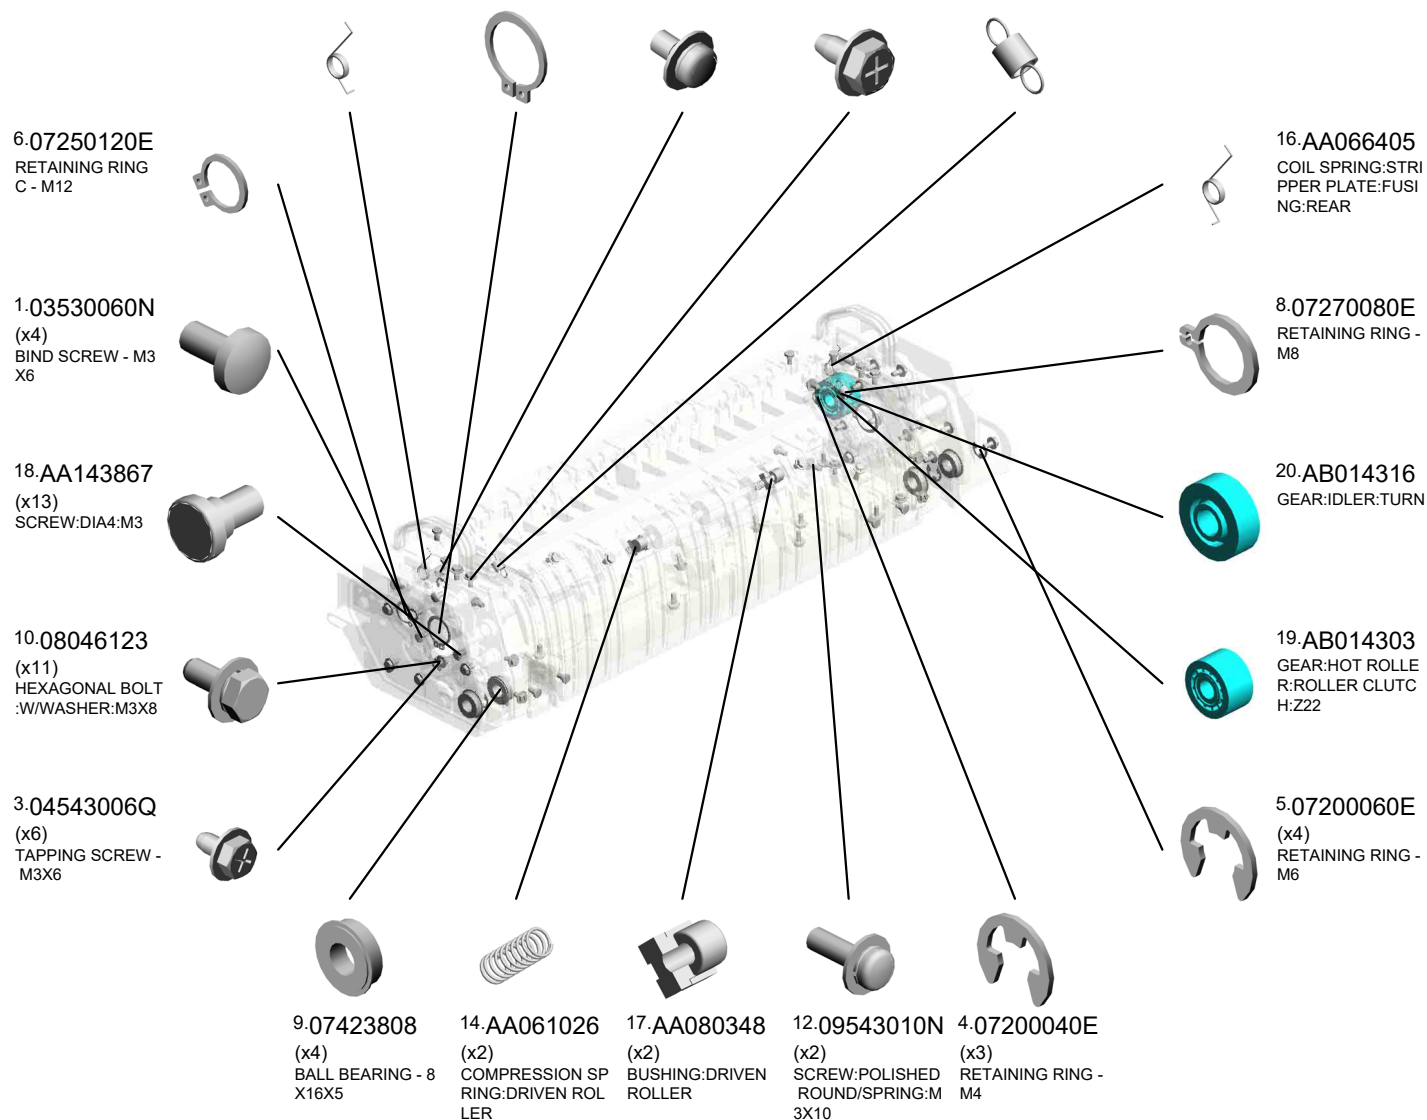 6.07250120E
RETAINING RING
C - M12
1.03530060N
(x4)
BIND SCREW - M3
X6
18.AA143867
(x13)
SCREW:DIA4:M3
10.08046123
(x11)
HEXAGONAL BOLT
:W/WASHER:M3X8
3.04543006Q
(x6)
TAPPING SCREW -
M3X6
9.07423808
(x4)
BALL BEARING - 8
X16X5
14.AA061026
(x2)
COMPRESSION SP
RING:DRIVEN ROL
LER
17.AA080348
(x2)
BUSHING:DRIVEN
ROLLER
12.09543010N
(x2)
SCREW:POLISHED
ROUND/SPRING:M
3X10
4.07200040E
(x3)
RETAINING RING -
M4
16.AA066405
COIL SPRING:STRI
PPER PLATE:FUSI
NG:REAR
8.07270080E
RETAINING RING -
M8
20.AB014316
GEAR:IDLER:TURN
19.AB014303
GEAR:HOT ROLLE
R:ROLLER CLUTC
H:Z22
5.07200060E
(x4)
RETAINING RING -
M6